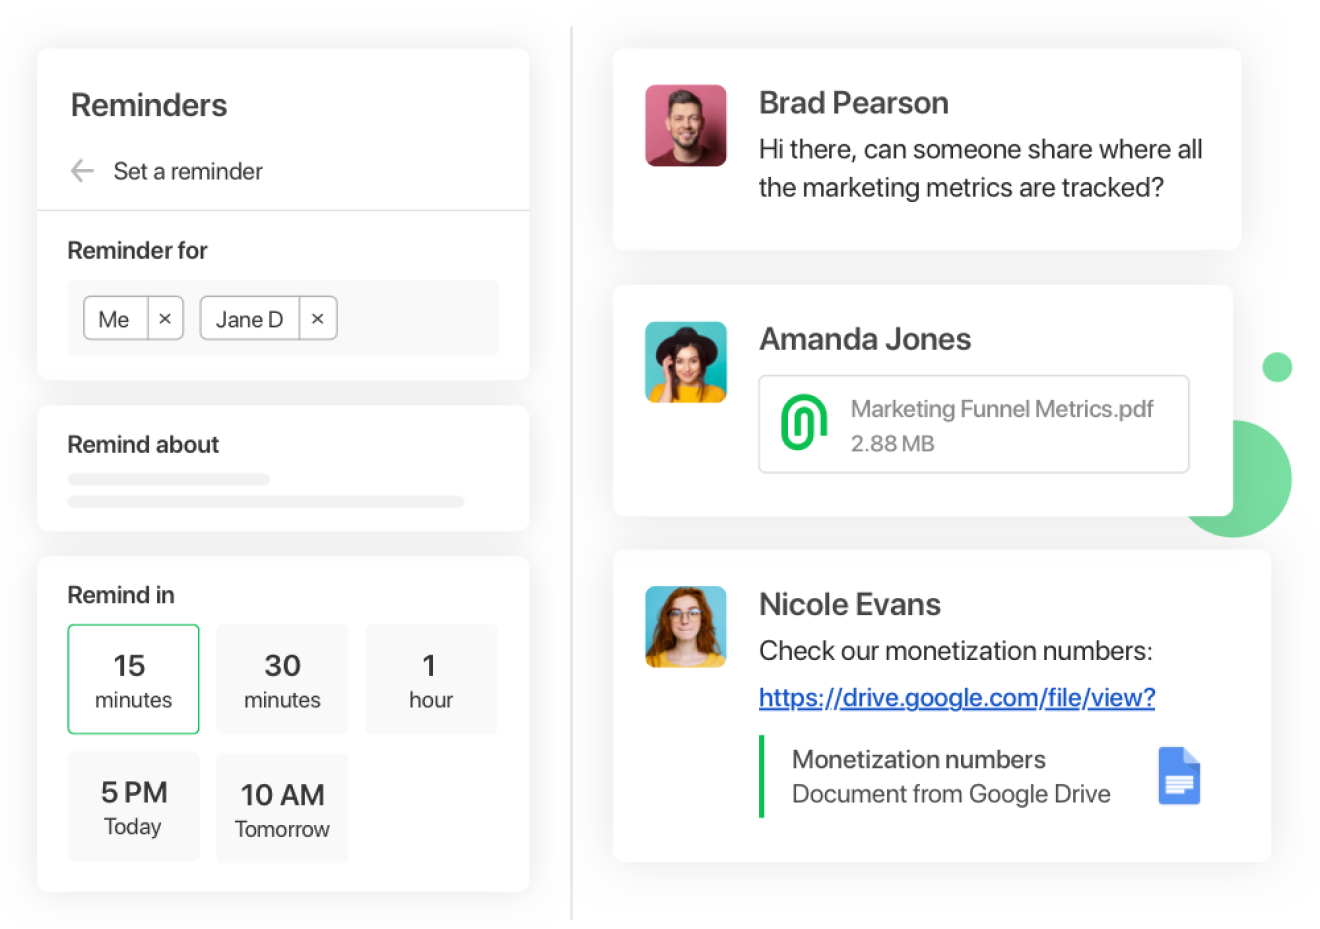 Reminders
Set a reminder
Reminder for
Me × Jane D ×
Remind about
Remind in
15
minutes
30
minutes
1
hour
5 PM
Today
10 AM
Tomorrow
Brad Pearson
Hi there, can someone share where all
the marketing metrics are tracked?
Amanda Jones
Marketing Funnel Metrics.pdf
2.88 MB
Nicole Evans
Check our monetization numbers:
https://drive.google.com/file/view?
Monetization numbers
Document from Google Drive